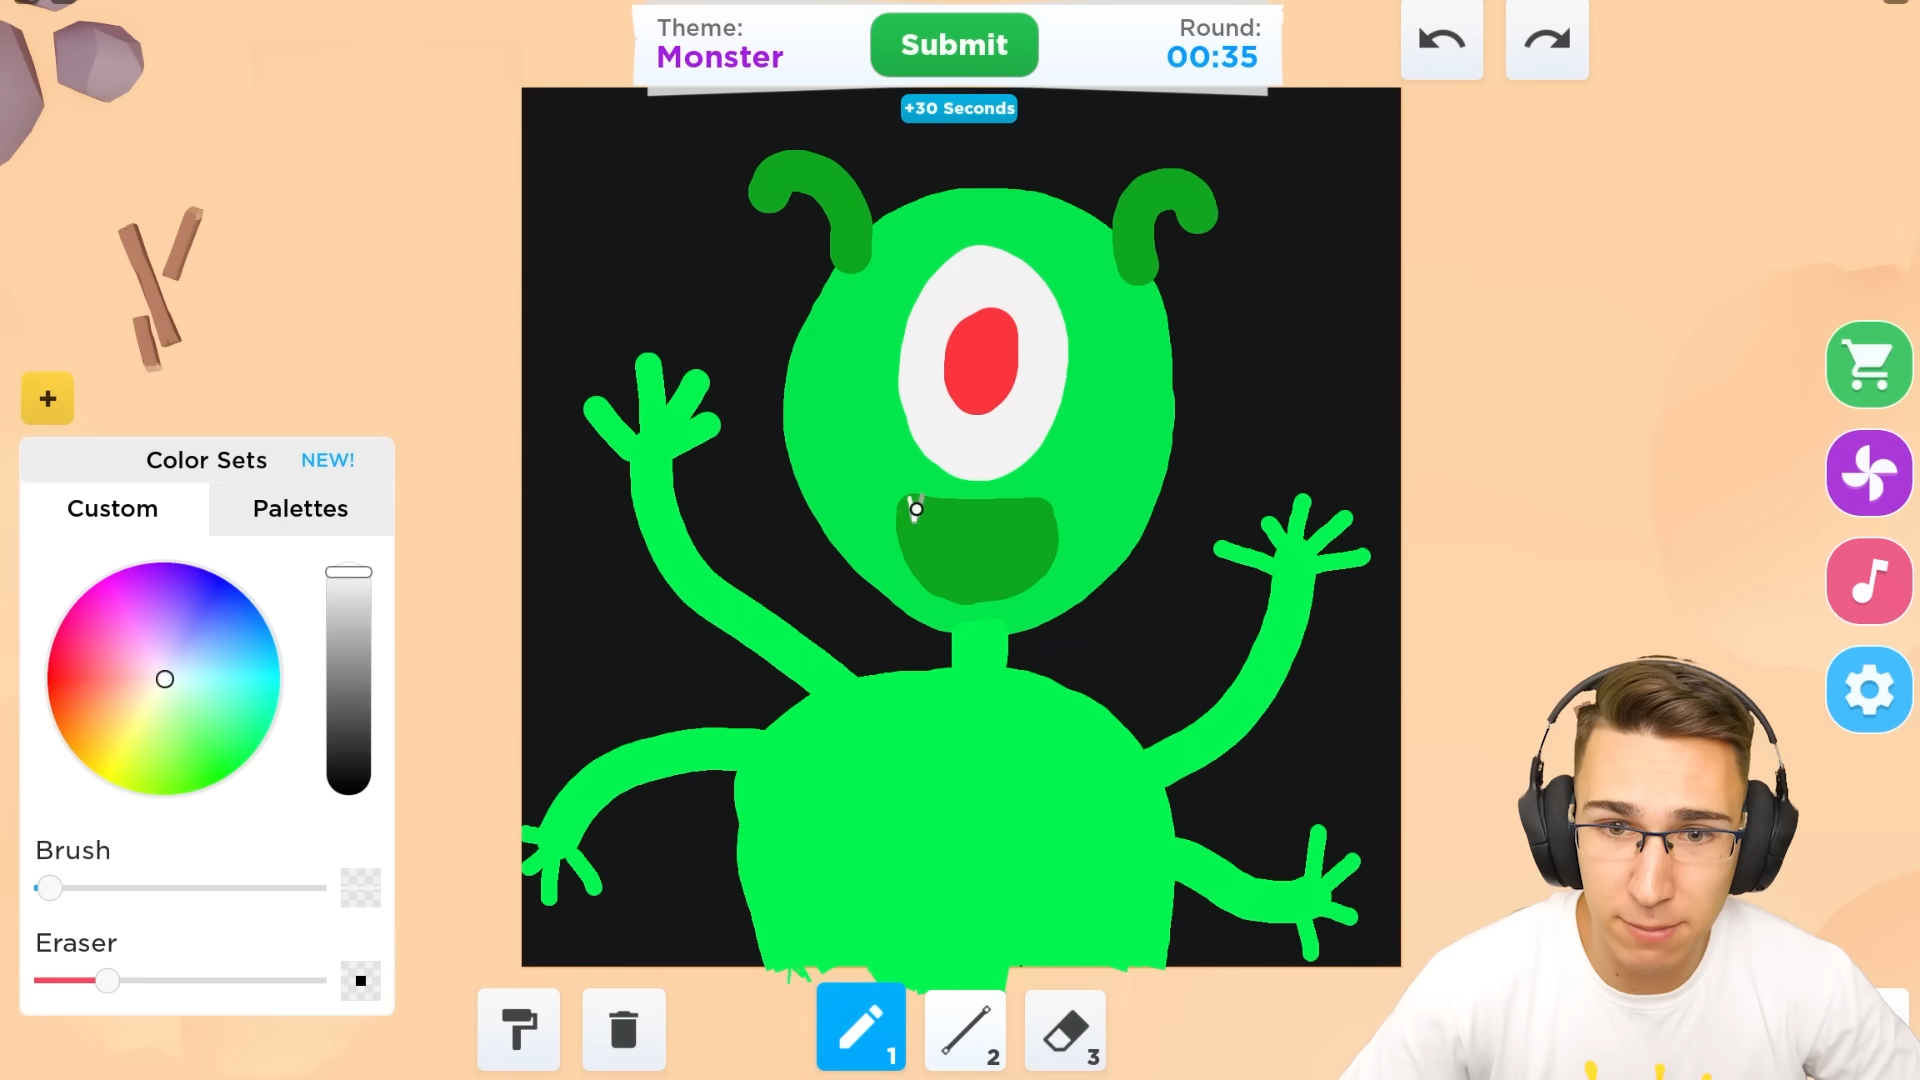 Theme:
Monster
Submit
Round:
00:35
+30 Seconds
+
Color Sets NEW!
Custom Palettes
Brush
Eraser
1
2
3